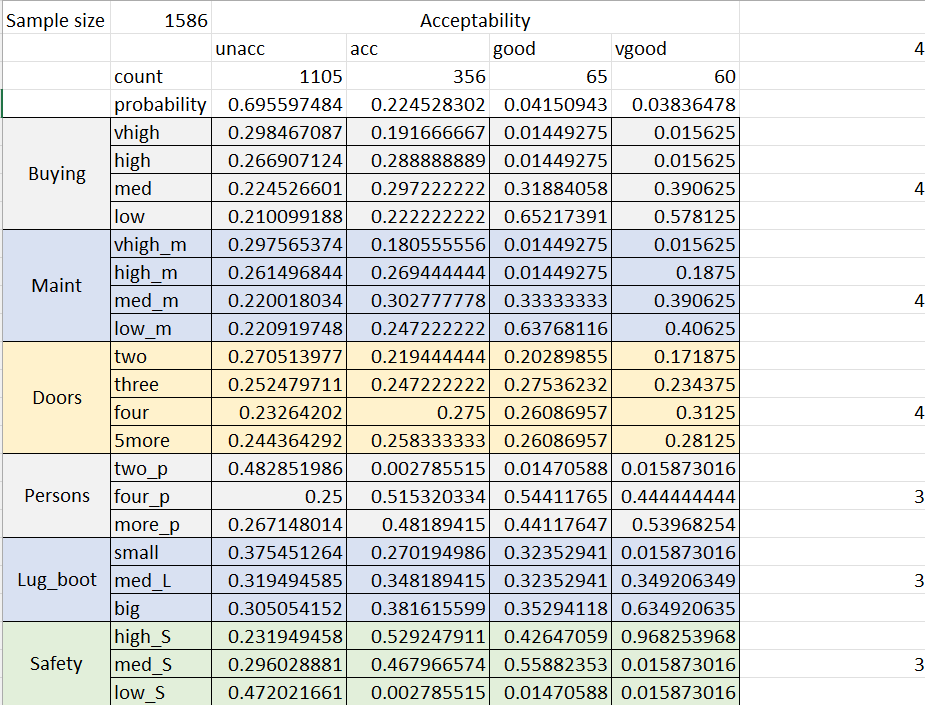 Sample size 1586 Acceptability
unacc acc good vgood 4
count 1105 356 65 60
probability 0.695597484 0.224528302 0.04150943 0.03836478
vhigh 0.298467087 0.191666667 0.01449275 0.015625
high 0.266907124 0.288888889 0.01449275 0.015625
Buying med 0.224526601 0.297222222 0.31884058 0.390625 4
low 0.210099188 0.222222222 0.65217391 0.578125
vhigh_m 0.297565374 0.180555556 0.01449275 0.015625
high_m 0.261496844 0.269444444 0.01449275 0.1875
Maint med_m 0.220018034 0.302777778 0.33333333 0.390625 4
low_m 0.220919748 0.247222222 0.63768116 0.40625
two 0.270513977 0.219444444 0.20289855 0.171875
three 0.252479711 0.247222222 0.27536232 0.234375
Doors four 0.23264202 0.275 0.26086957 0.3125 4
5more 0.244364292 0.258333333 0.26086957 0.28125
two_p 0.482851986 0.002785515 0.01470588 0.015873016
Persons four_p 0.25 0.515320334 0.54411765 0.444444444 3
more_p 0.267148014 0.48189415 0.44117647 0.53968254
small 0.375451264 0.270194986 0.32352941 0.015873016
Lug_boot med_L 0.319494585 0.348189415 0.32352941 0.349206349 3
big 0.305054152 0.381615599 0.35294118 0.634920635
high_S 0.231949458 0.529247911 0.42647059 0.968253968
Safety med_S 0.296028881 0.467966574 0.55882353 0.015873016 3
low_S 0.472021661 0.002785515 0.01470588 0.015873016